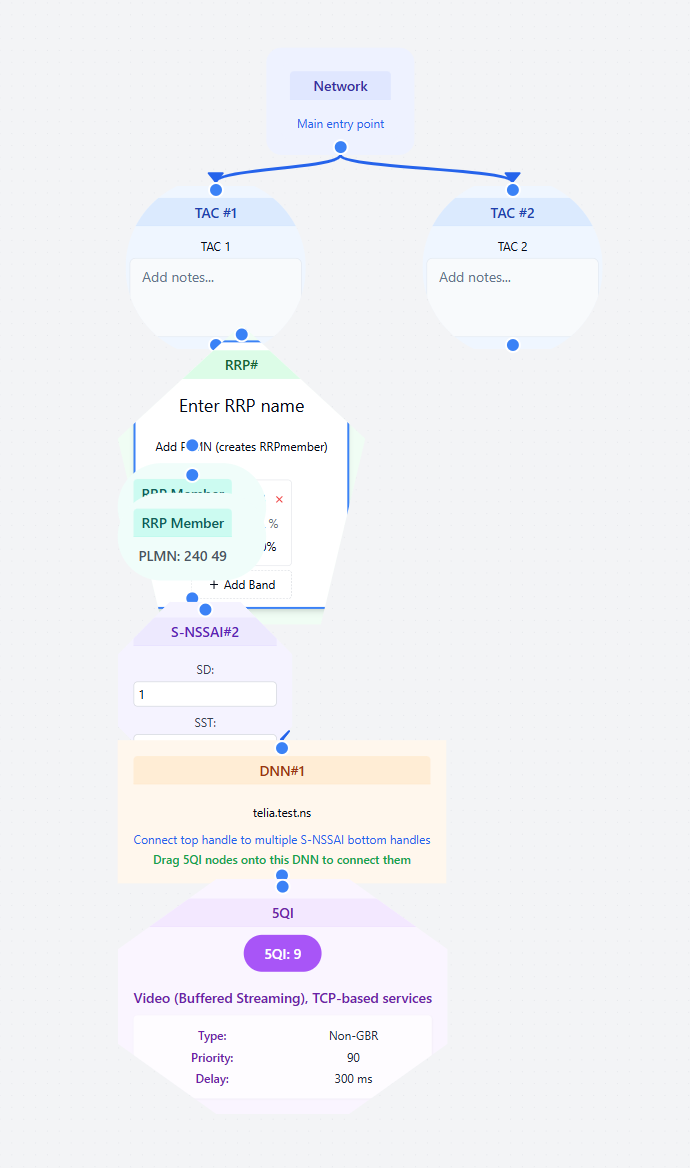 Network
Main entry point
TAC #1
TAC #2
TAC 1
TAC 2
Add notes...
Add notes...
RRP#
Enter RRP name
Add PLMN (creates RRPmember)
RRP Member
×
RRP Member
%
PLMN: 240 49
0%
+ Add Band
S-NSSAI#2
SD:
1
SST:
DNN#1
telia.test.ns
Connect top handle to multiple S-NSSAI bottom handles
Drag 5QI nodes onto this DNN to connect them
5QI
5QI: 9
Video (Buffered Streaming), TCP-based services
Type: Non-GBR
Priority: 90
Delay: 300 ms